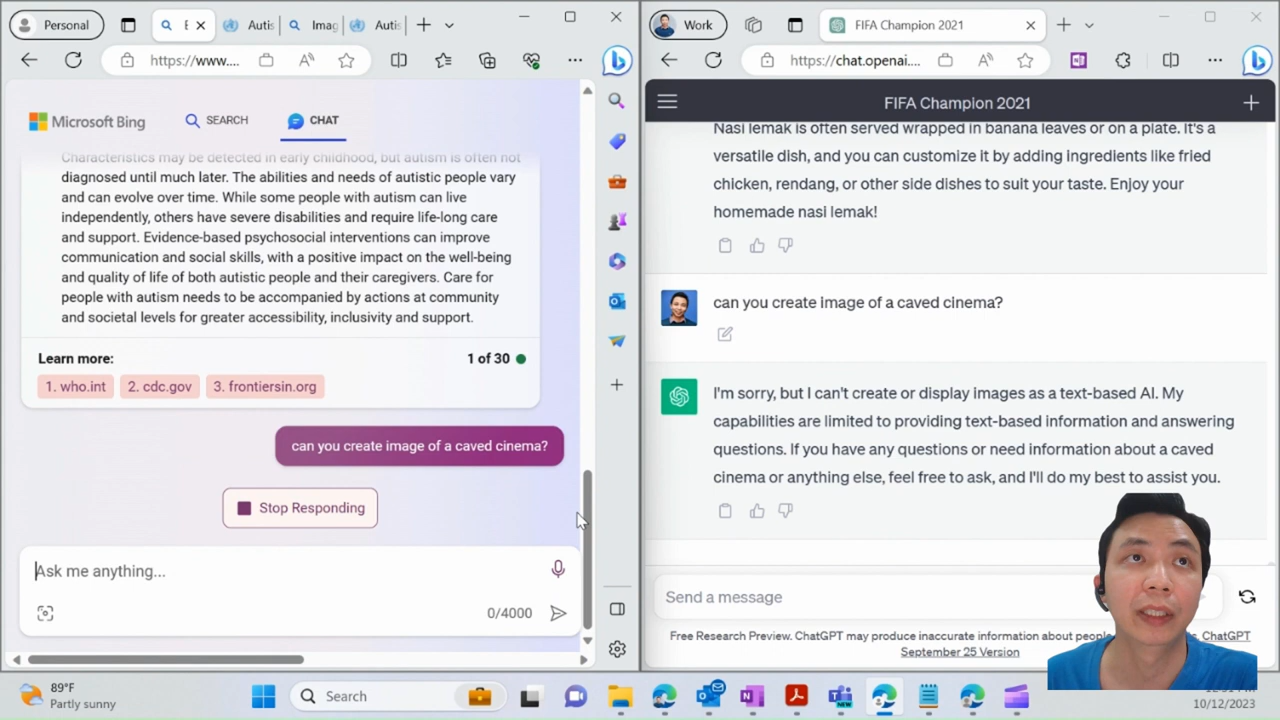 Personal
E
Autis
Imag
Autis
https://www....
Microsoft Bing
SEARCH
CHAT
Characteristics may be detected in early childhood, but autism is often not
diagnosed until much later. The abilities and needs of autistic people vary
and can evolve over time. While some people with autism can live
independently, others have severe disabilities and require life-long care
and support. Evidence-based psychosocial interventions can improve
communication and social skills, with a positive impact on the well-being
and quality of life of both autistic people and their caregivers. Care for
people with autism needs to be accompanied by actions at community
and societal levels for greater accessibility, inclusivity and support.
Learn more:
1 of 30
1. who.int
2. cdc.gov
3. frontiersin.org
can you create image of a caved cinema?
Stop Responding
Ask me anything...
0/4000
Work
FIFA Champion 2021
https://chat.openai....
FIFA Champion 2021
Nasi lemak is often served wrapped in banana leaves or on a plate. It's a
versatile dish, and you can customize it by adding ingredients like fried
chicken, rendang, or other side dishes to suit your taste. Enjoy your
homemade nasi lemak!
can you create image of a caved cinema?
I'm sorry, but I can't create or display images as a text-based AI. My
capabilities are limited to providing text-based information and answering
questions. If you have any questions or need information about a caved
cinema or anything else, feel free to ask, and I'll do my best to assist you.
Send a message
Free Research Preview. ChatGPT may produce inaccurate information about ChatGPT
September 25 Version
89°F
Partly sunny
Search
NEW
10/12/2023